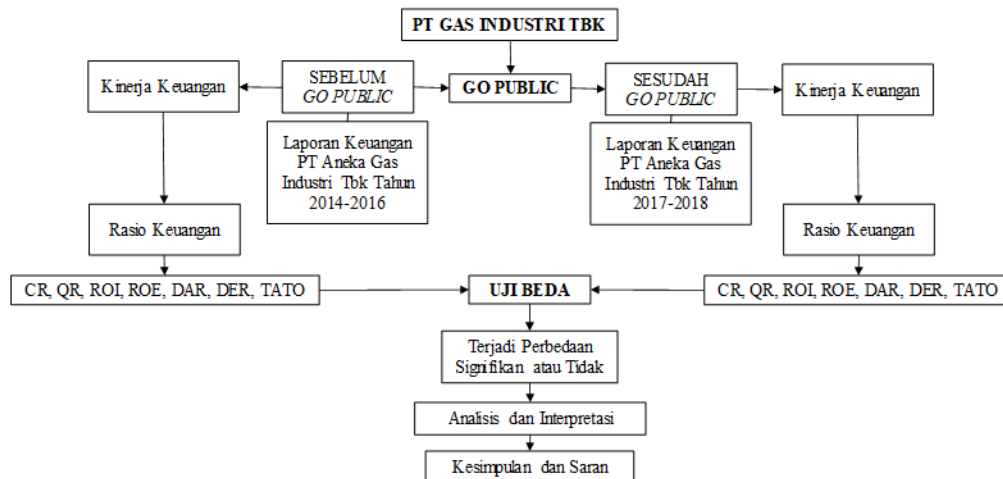 PT GAS INDUSTRI TBK
Kinerja Keuangan
SEBELUM
GO PUBLIC
GO PUBLIC
SESUDAH
GO PUBLIC
Kinerja Keuangan
Laporan Keuangan
PT Aneka Gas
Industri Tbk Tahun
2014-2016
Laporan Keuangan
PT Aneka Gas
Industri Tbk Tahun
2017-2018
Rasio Keuangan
Rasio Keuangan
CR, QR, ROI, ROE, DAR, DER, TATO
UJI BEDA
CR, QR, ROI, ROE, DAR, DER, TATO
Terjadi Perbedaan
Signifikan atau Tidak
Analisis dan Interpretasi
Kesimpulan dan Saran